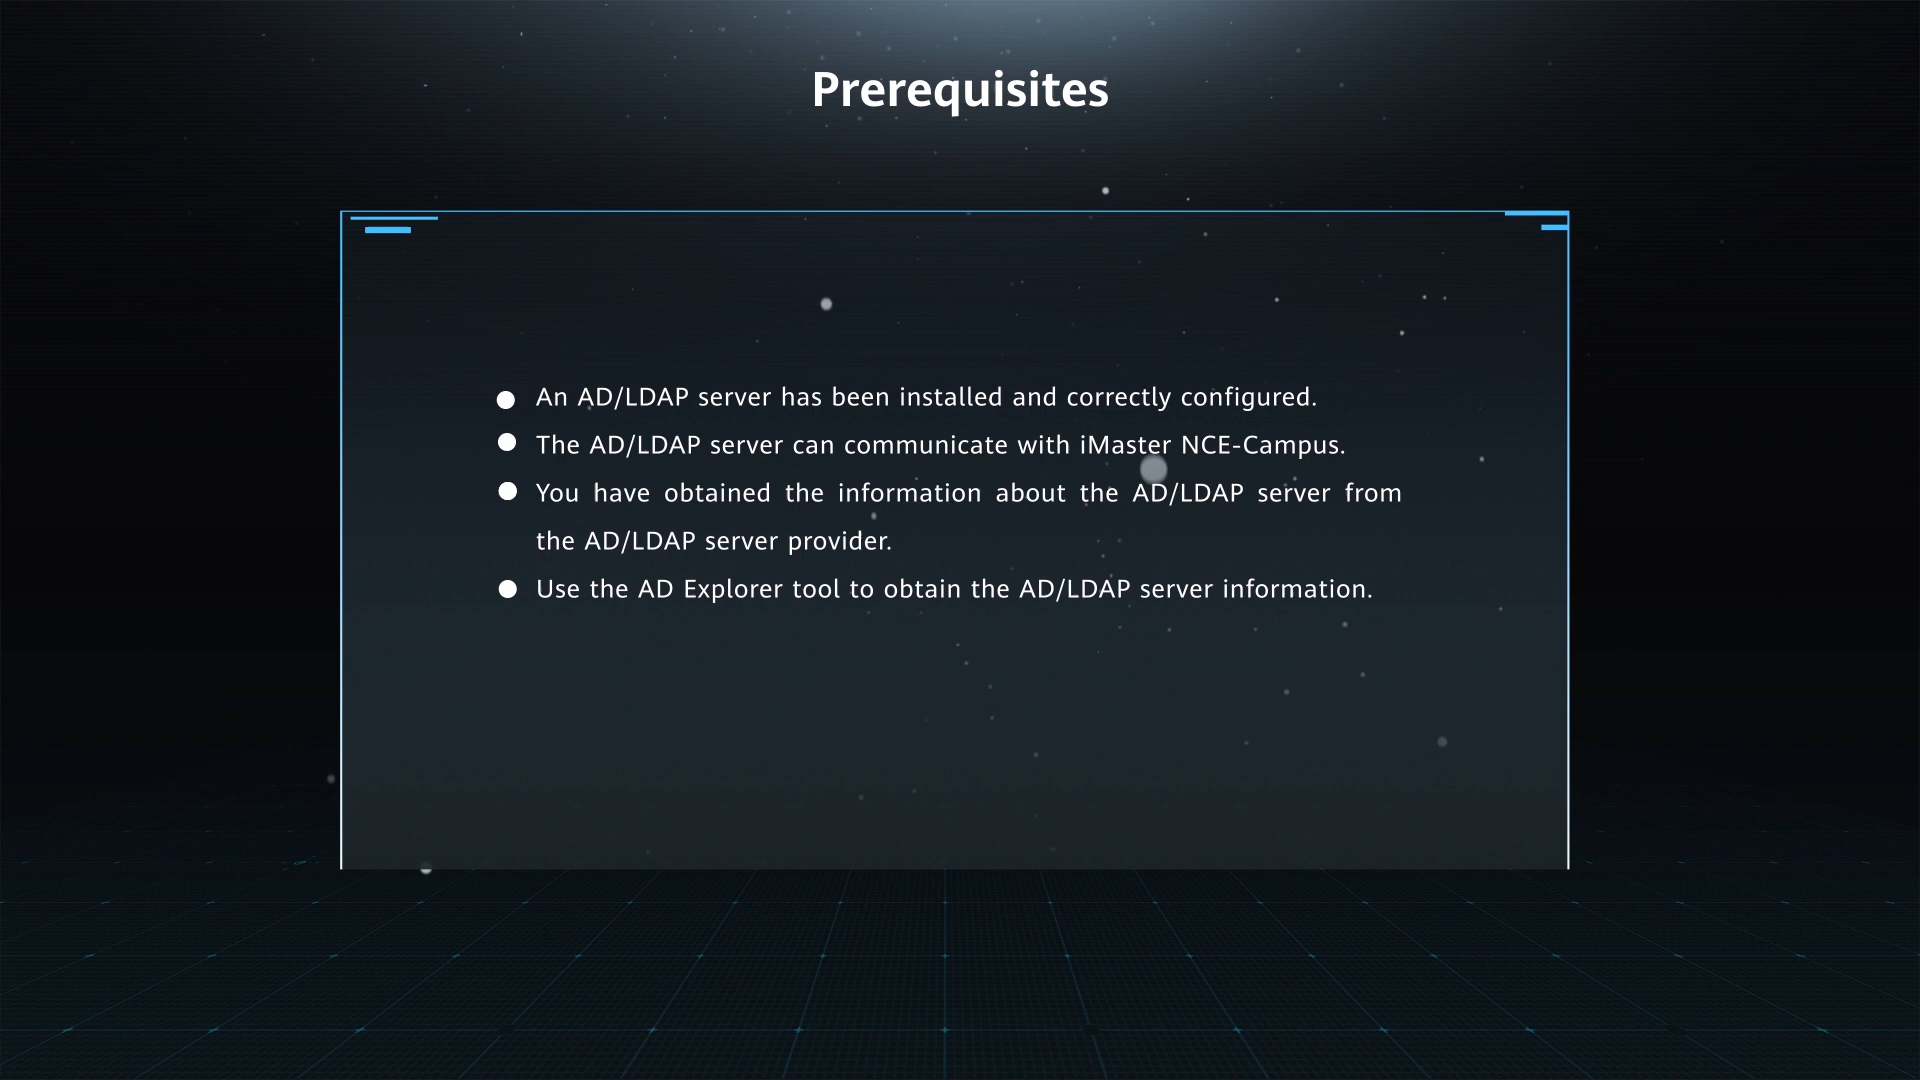 Prerequisites
An AD/LDAP server has been installed and correctly configured.
The AD/LDAP server can communicate with iMaster NCE-Campus.
You have obtained the information about the AD/LDAP server from
the AD/LDAP server provider.
Use the AD Explorer tool to obtain the AD/LDAP server information.